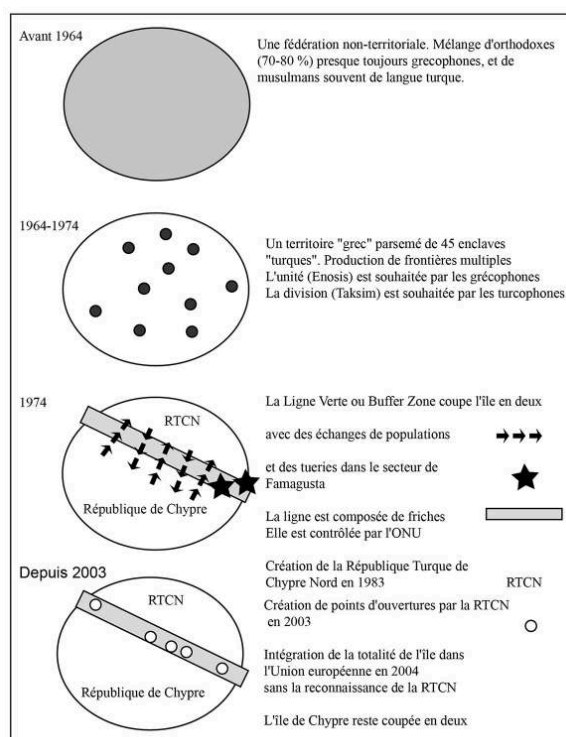 Avant 1964
Une fédération non-territoriale. Mélange d'orthodoxes
(70-80 %) presque toujours grecophones, et de
musulmans souvent de langue turque.
1964-1974
Un territoire "grec" parsemé de 45 enclaves
"turques". Production de frontières multiples
L'unité (Enosis) est souhaitée par les grécophones
La division (Taksim) est souhaitée par les turcophones
1974
RTCN
République de Chypre
La Ligne Verte ou Buffer Zone coupe l'île en deux
avec des échanges de populations
et des tueries dans le secteur de
Famagusta
La ligne est composée de friches
Elle est contrôlée par l'ONU
Depuis 2003
RTCN
République de Chypre
Création de la République Turque de
Chypre Nord en 1983
RTCN
Création de points d'ouvertures par la RTCN
en 2003
Intégration de la totalité de l'île dans
l'Union européenne en 2004
sans la reconnaissance de la RTCN
L'île de Chypre reste coupée en deux